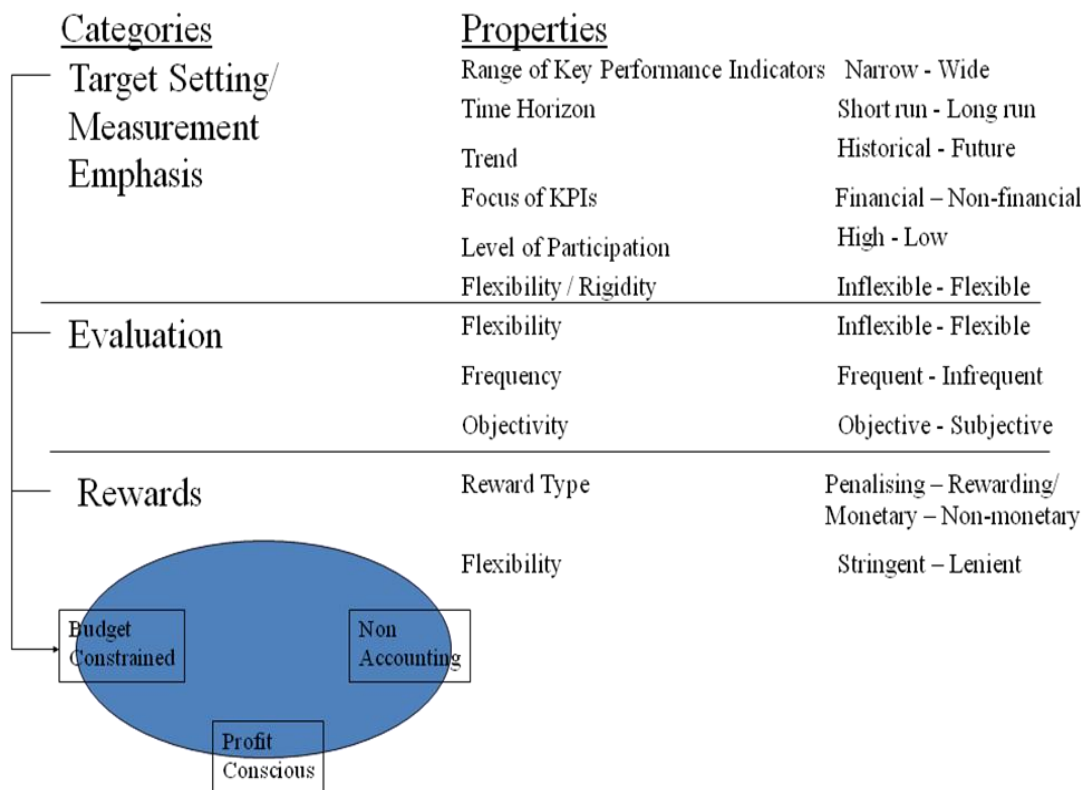 Categories Properties
Target Setting/
Measurement
Emphasis
Range of Key Performance Indicators Narrow - Wide
Time Horizon Short run - Long run
Trend Historical - Future
Focus of KPIs Financial – Non-financial
Level of Participation High - Low
Flexibility / Rigidity Inflexible - Flexible
Evaluation
Flexibility Inflexible - Flexible
Frequency Frequent - Infrequent
Objectivity Objective - Subjective
Rewards
Reward Type Penalising – Rewarding/
Monetary – Non-monetary
Flexibility Stringent – Lenient
Budget
Constrained
Non
Accounting
Profit
Conscious